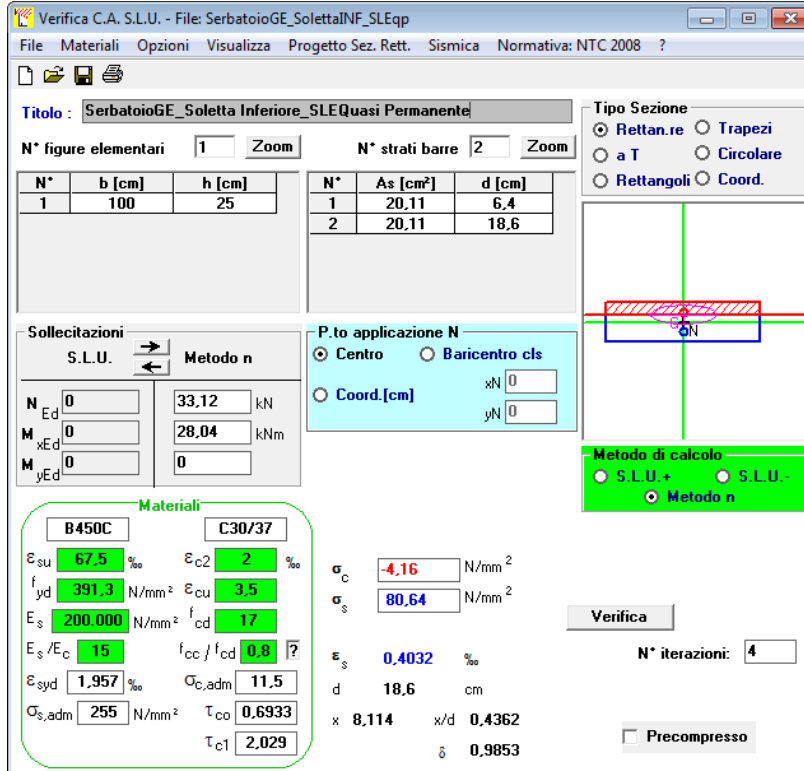 Verifica C.A. S.L.U. - File: SerbatoioGE_SolettaINF_SLEqp
File Materiali Opzioni Visualizza Progetto Sez. Rett. Sismica Normativa: NTC 2008 ?
Titolo : SerbatoioGE_Soletta Inferiore_SLEQuasi Permanente
N° figure elementari 1 Zoom N° strati barre 2 Zoom
N° b [cm] h [cm]
1 100 25
N° As [cm²] d [cm]
1 20,11 6,4
2 20,11 18,6
Tipo Sezione
Rettan.re Trapezi
a T Circolare
Rettangoli Coord.
G N
Sollecitazioni
S.L.U. Metodo n
N Ed 0 33,12 kN
M xEd 0 28,04 kNm
M yEd 0 0
P.to applicazione N
Centro Baricentro cls
Coord.[cm] xN 0
yN 0
Metodo di calcolo
S.L.U.+ S.L.U.-
Metodo n
Materiali
B450C C30/37
εsu 67,5 ‰ εc2 2 ‰
fyd 391,3 N/mm² εcu 3,5
Es 200.000 N/mm² fcd 17
Es/Ec 15 fcc / fcd 0,8 ?
εsyd 1,957 ‰ σc,adm 11,5
σs,adm 255 N/mm² τco 0,6933
τc1 2,029
σc -4,16 N/mm²
σs 80,64 N/mm²
εs 0,4032 ‰
d 18,6 cm
x 8,114 x/d 0,4362
δ 0,9853
Verifica
N° iterazioni: 4
Precompresso